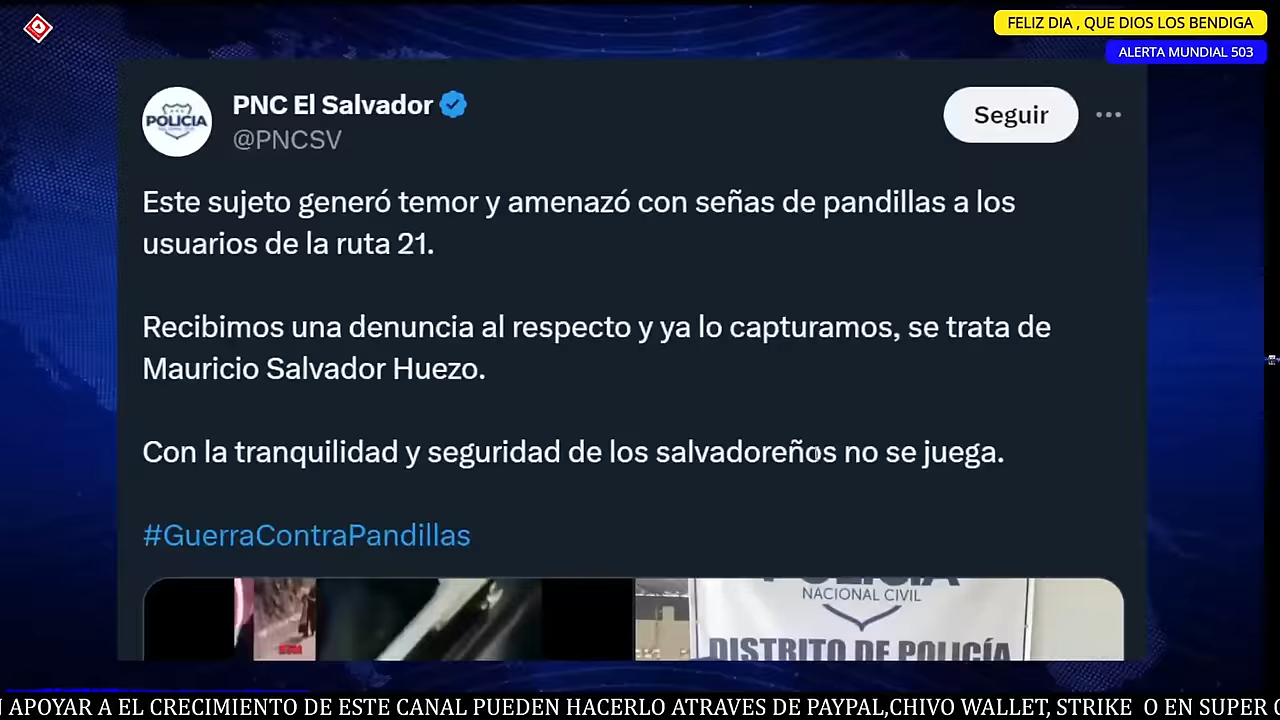 FELIZ DIA , QUE DIOS LOS BENDIGA
ALERTA MUNDIAL 503
POLICIA
PNC El Salvador
@PNCSV
Seguir
Este sujeto generó temor y amenazó con señas de pandillas a los
usuarios de la ruta 21.
Recibimos una denuncia al respecto y ya lo capturamos, se trata de
Mauricio Salvador Huezo.
Con la tranquilidad y seguridad de los salvadoreños no se juega.
#GuerraContraPandillas
POLICIA
NACIONAL CIVIL
DISTRITO DE POLICÍA
APOYAR A EL CRECIMIENTO DE ESTE CANAL PUEDEN HACERLO ATRAVES DE PAYPAL,CHIVO WALLET, STRIKE O EN SUPER